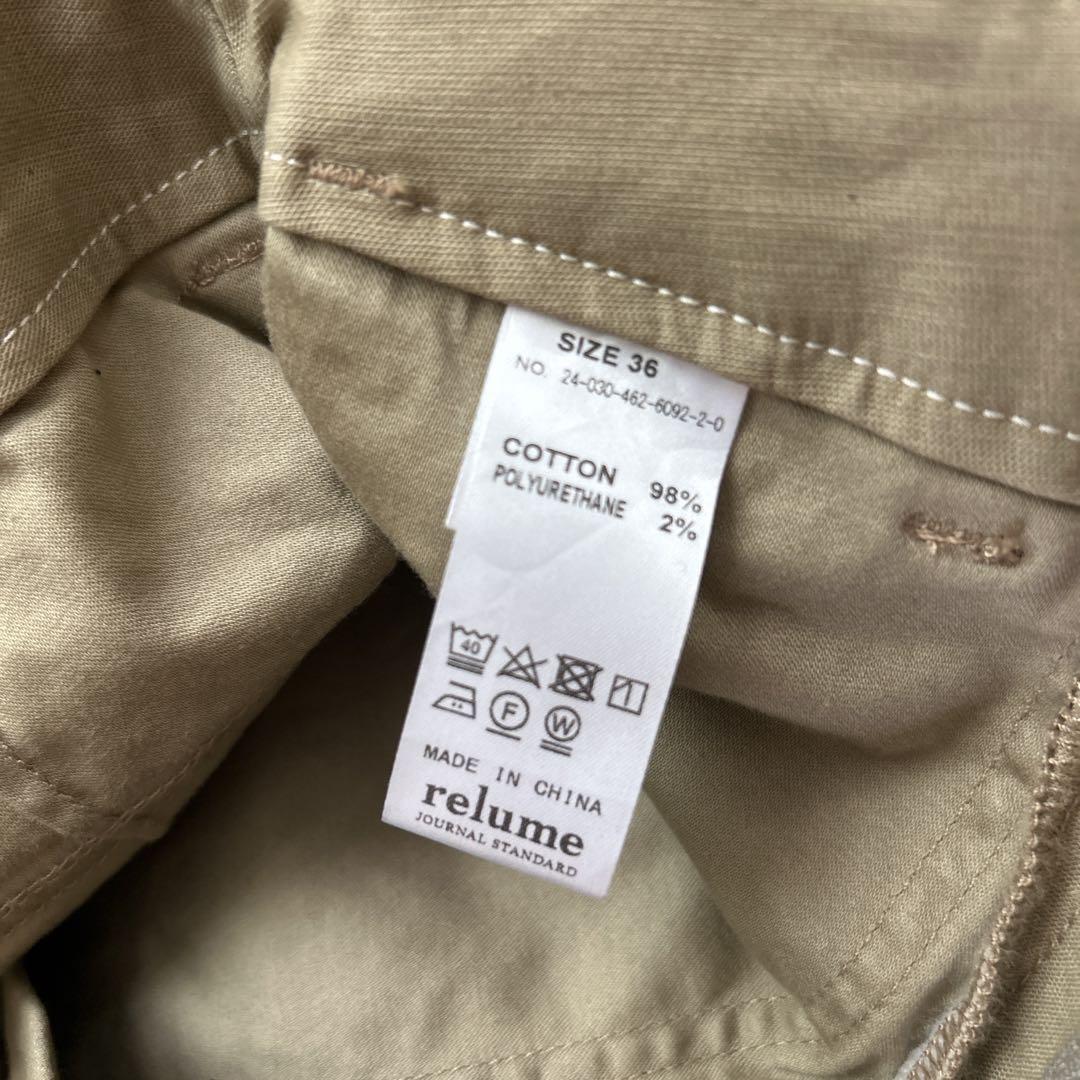 SIZE 36
NO. 24-030-462-6092-2-0
COTTON 98%
POLYURETHANE 2%
40
F W
MADE IN CHINA
relume
JOURNAL STANDARD